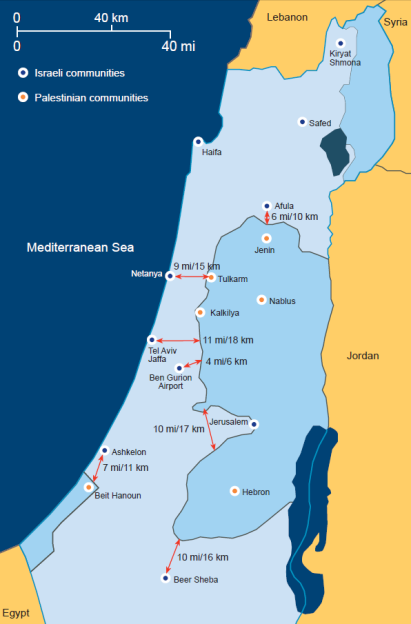 Lebanon
Syria
0
40 km
0
40 mi
Israeli communities
Palestinian communities
Kiryat
Shmona
Safed
Haifa
Afula
6 mi/10 km
Jenin
Mediterranean Sea
9 mi/15 km
Netanya
Tulkarm
Nablus
Kalkilya
11 mi/18 km
Tel Aviv
Jaffa
Jordan
4 mi/6 km
Ben Gurion
Airport
Jerusalem
10 mi/17 km
Ashkelon
7 mi/11 km
Beit Hanoun
Hebron
10 mi/16 km
Beer Sheba
Egypt